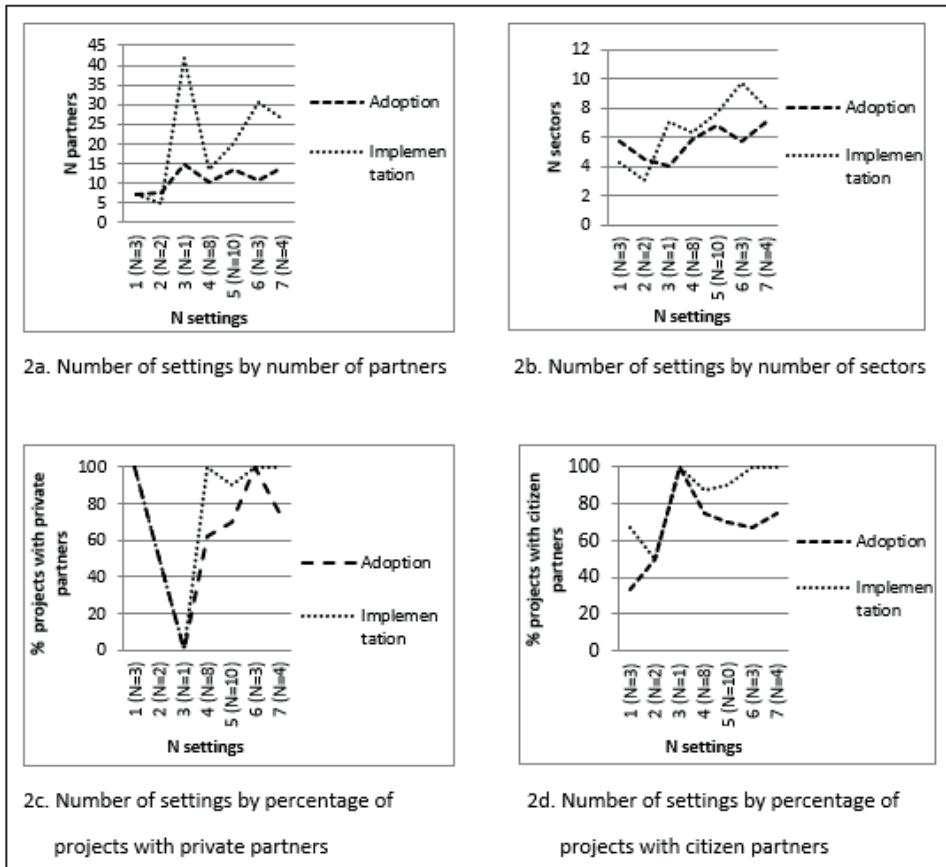 45
40
35
30
25
20
15
10
5
0
N partners
1 (N=3)
2 (N=2)
3 (N=1)
4 (N=8)
5 (N=10)
6 (N=3)
7 (N=4)
N settings
Adoption
Implemen
tation
2a. Number of settings by number of partners
12
10
8
6
4
2
0
N sectors
1 (N=3)
2 (N=2)
3 (N=1)
4 (N=8)
5 (N=10)
6 (N=3)
7 (N=4)
N settings
Adoption
Implemen
tation
2b. Number of settings by number of sectors
100
80
60
40
20
0
% projects with private
partners
1 (N=3)
2 (N=2)
3 (N=1)
4 (N=8)
5 (N=10)
6 (N=3)
7 (N=4)
N settings
Adoption
Implemen
tation
2c. Number of settings by percentage of
projects with private partners
100
80
60
40
20
0
% projects with citizen
partners
1 (N=3)
2 (N=2)
3 (N=1)
4 (N=8)
5 (N=10)
6 (N=3)
7 (N=4)
N settings
Adoption
Implemen
tation
2d. Number of settings by percentage of
projects with citizen partners